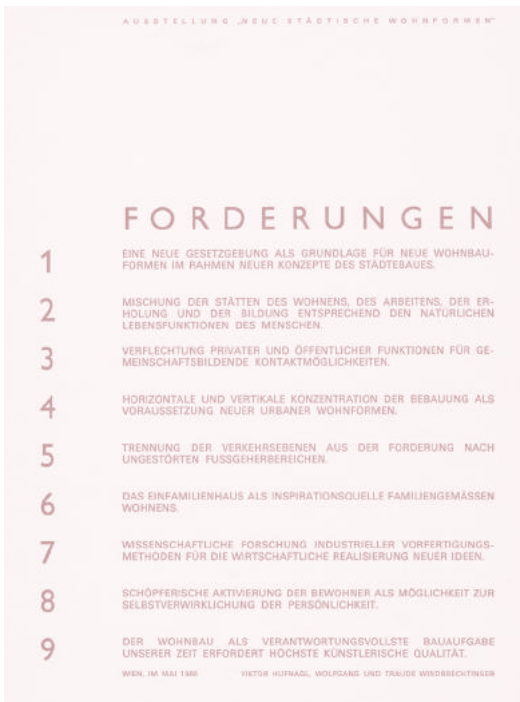 AUSSTELLUNG „NEUE STÄDTISCHE WOHNFORMEN"
FORDERUNGEN
1 EINE NEUE GESETZGEBUNG ALS GRUNDLAGE FÜR NEUE WOHNBAU-
FORMEN IM RAHMEN NEUER KONZEPTE DES STÄDTEBAUES.
2 MISCHUNG DER STÄTTEN DES WOHNENS, DES ARBEITENS, DER ER-
HOLUNG UND DER BILDUNG ENTSPRECHEND DEN NATÜRLICHEN
LEBENSFUNKTIONEN DES MENSCHEN.
3 VERFLECHTUNG PRIVATER UND ÖFFENTLICHER FUNKTIONEN FÜR GE-
MEINSCHAFTSBILDENDE KONTAKTMÖGLICHKEITEN.
4 HORIZONTALE UND VERTIKALE KONZENTRATION DER BEBAUUNG ALS
VORAUSSETZUNG NEUER URBANER WOHNFORMEN.
5 TRENNUNG DER VERKEHRSEBENEN AUS DER FORDERUNG NACH
UNGESTÖRTEN FUSSGEHERBEREICHEN.
6 DAS EINFAMILIENHAUS ALS INSPIRATIONSQUELLE FAMILIENGEMÄSSEN
WOHNENS.
7 WISSENSCHAFTLICHE FORSCHUNG INDUSTRIELLER VORFERTIGUNGS-
METHODEN FÜR DIE WIRTSCHAFTLICHE REALISIERUNG NEUER IDEEN.
8 SCHÖPFERISCHE AKTIVIERUNG DER BEWOHNER ALS MÖGLICHKEIT ZUR
SELBSTVERWIRKLICHUNG DER PERSÖNLICHKEIT.
9 DER WOHNBAU ALS VERANTWORTUNGSVOLLSTE BAUAUFGABE
UNSERER ZEIT ERFORDERT HÖCHSTE KÜNSTLERISCHE QUALITÄT.
WIEN, IM MAI VIKTOR HUFNAGL, WOLFGANG UND TRAUDE WINDBRECHTINGER